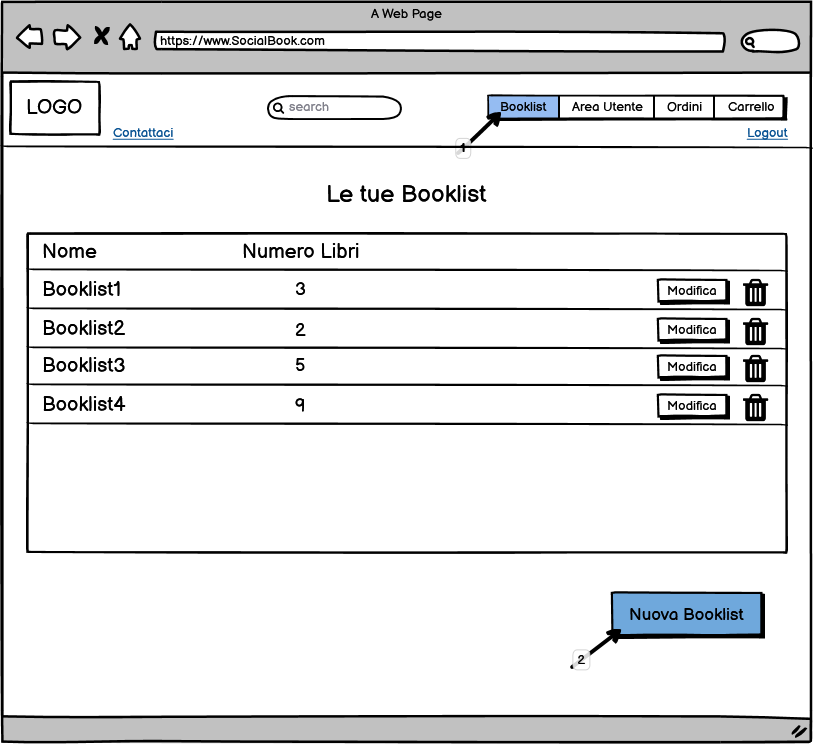 A Web Page
https://www.SocialBook.com
LOGO
search
Booklist Area Utente Ordini Carrello
Contattaci
Logout
1
Le tue Booklist
Nome Numero Libri
Booklist1 3 Modifica
Booklist2 2 Modifica
Booklist3 5 Modifica
Booklist4 9 Modifica
Nuova Booklist
2